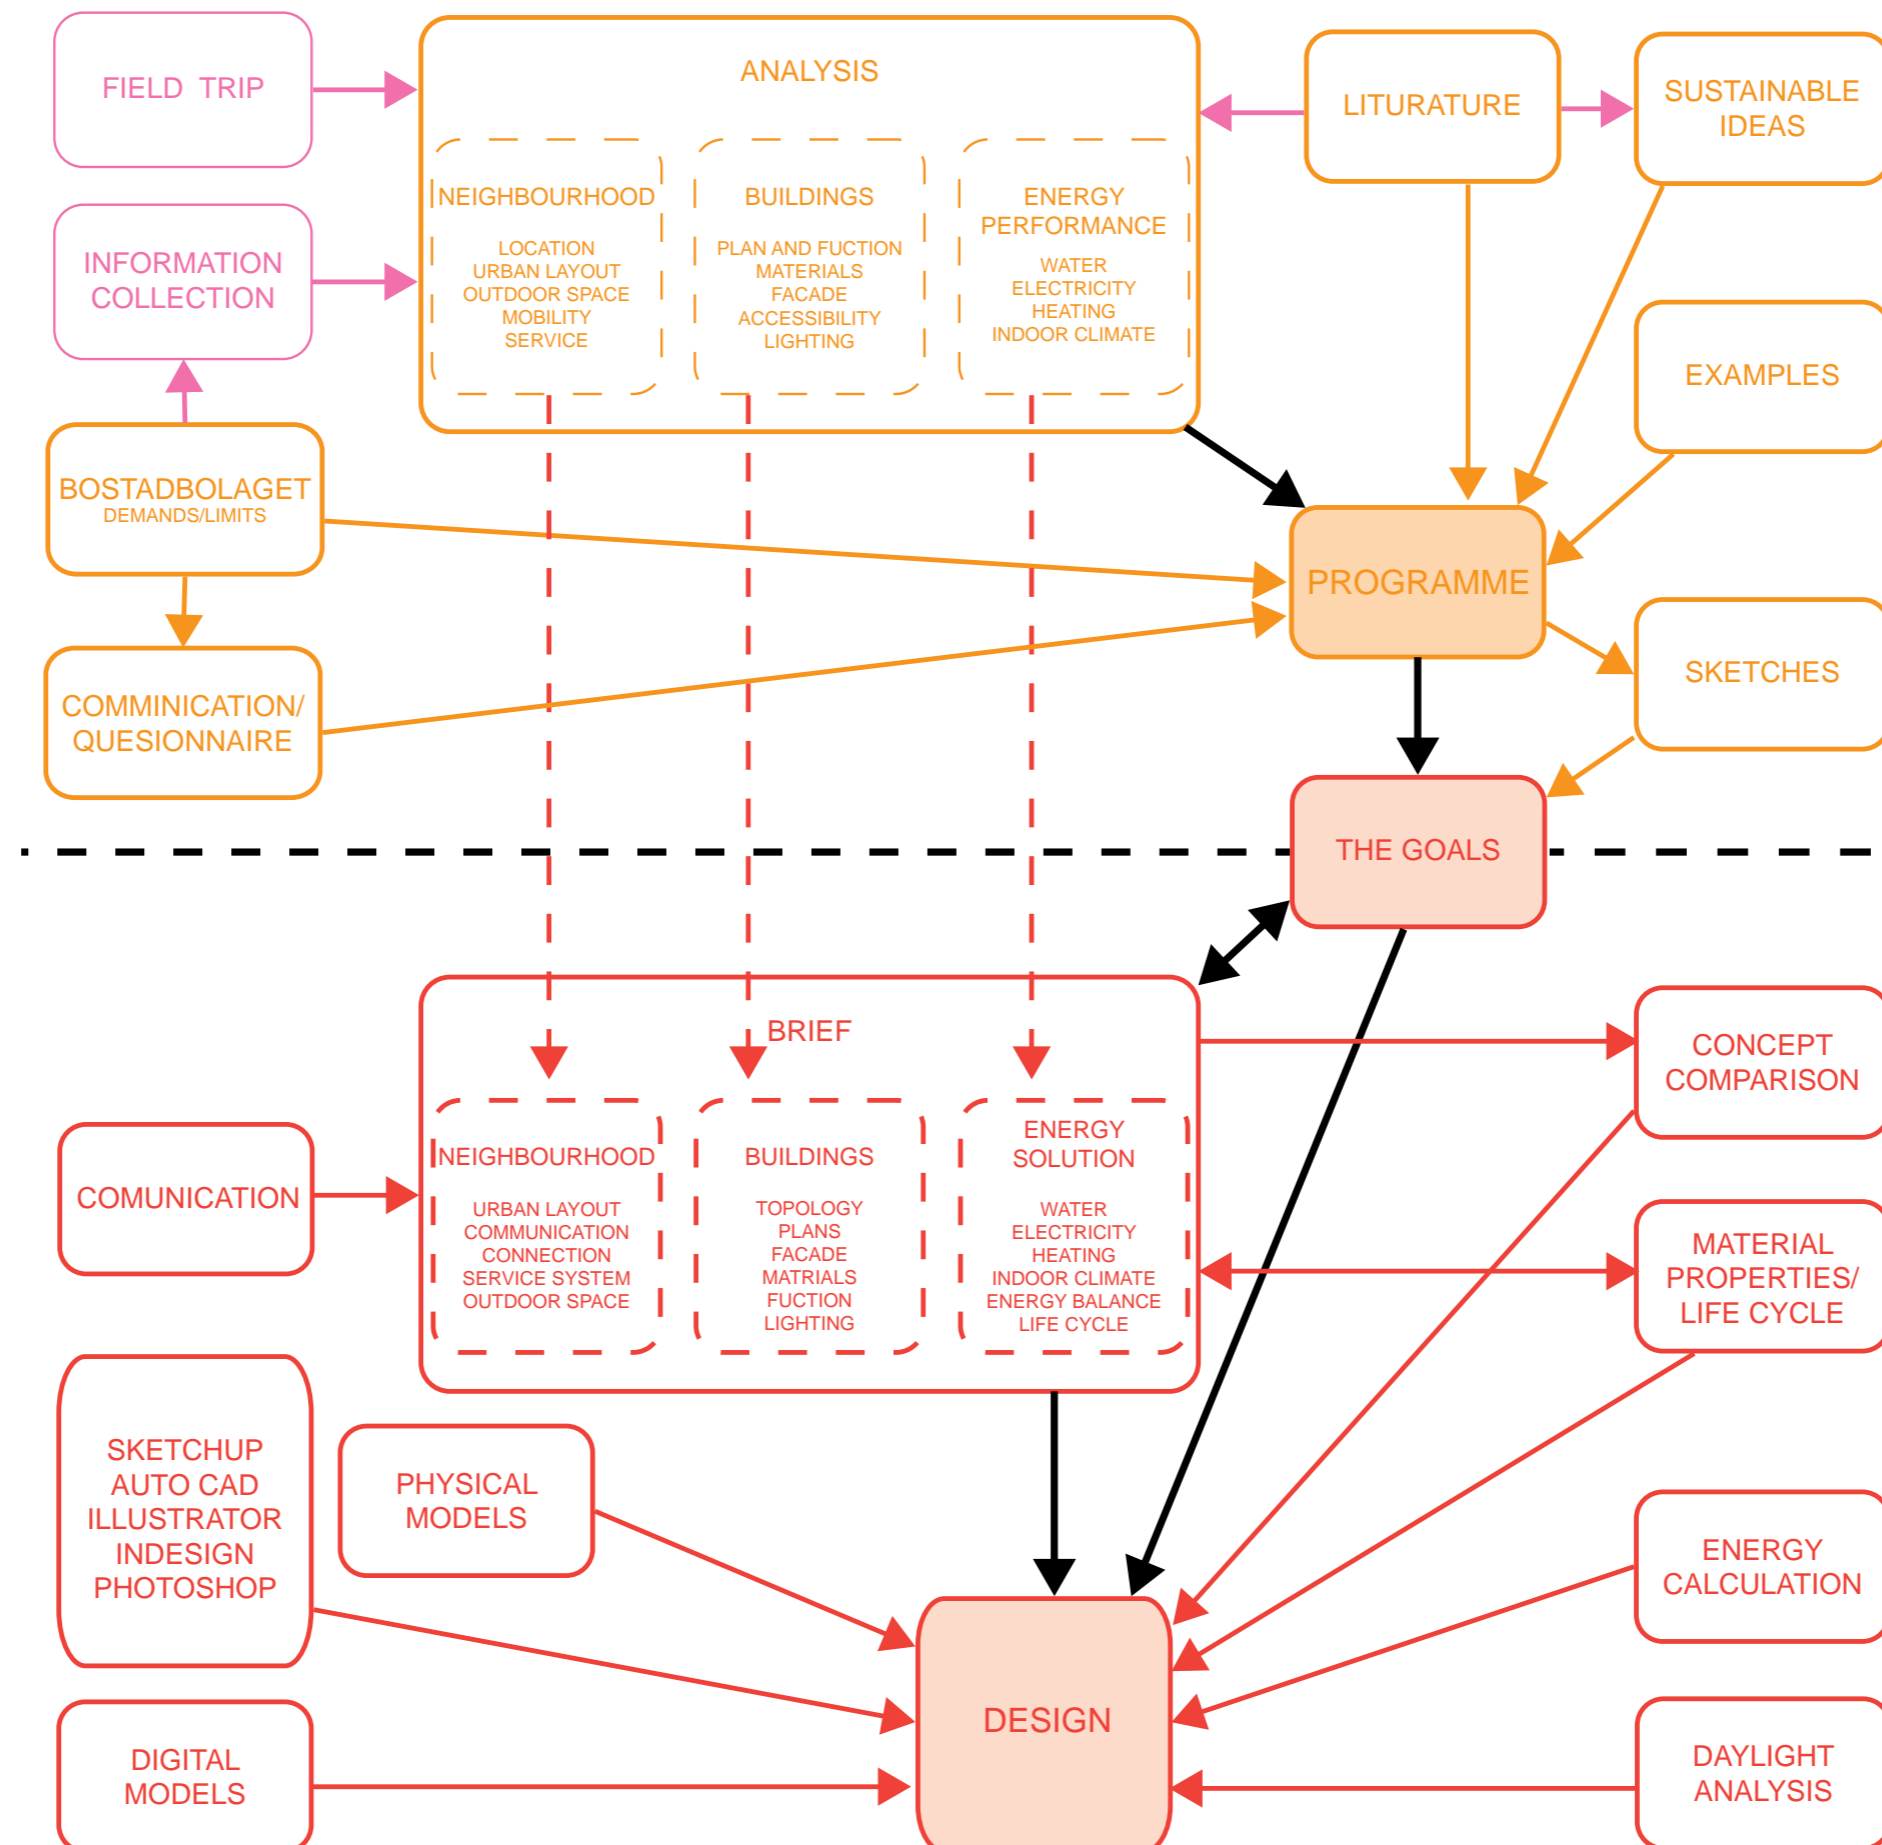 FIELD TRIP
ANALYSIS
LITURATURE
SUSTAINABLE
IDEAS
NEIGHBOURHOOD
LOCATION
URBAN LAYOUT
OUTDOOR SPACE
MOBILITY
SERVICE
BUILDINGS
PLAN AND FUCTION
MATERIALS
FACADE
ACCESSIBILITY
LIGHTING
ENERGY
PERFORMANCE
WATER
ELECTRICITY
HEATING
INDOOR CLIMATE
INFORMATION
COLLECTION
EXAMPLES
BOSTADBOLAGET
DEMANDS/LIMITS
PROGRAMME
COMMINICATION/
QUESIONNAIRE
SKETCHES
THE GOALS
BRIEF
CONCEPT
COMPARISON
COMUNICATION
NEIGHBOURHOOD
URBAN LAYOUT
COMMUNICATION
CONNECTION
SERVICE SYSTEM
OUTDOOR SPACE
BUILDINGS
TOPOLOGY
PLANS
FACADE
MATRIALS
FUCTION
LIGHTING
ENERGY
SOLUTION
WATER
ELECTRICITY
HEATING
INDOOR CLIMATE
ENERGY BALANCE
LIFE CYCLE
MATERIAL
PROPERTIES/
LIFE CYCLE
SKETCHUP
AUTO CAD
ILLUSTRATOR
INDESIGN
PHOTOSHOP
PHYSICAL
MODELS
ENERGY
CALCULATION
DESIGN
DIGITAL
MODELS
DAYLIGHT
ANALYSIS